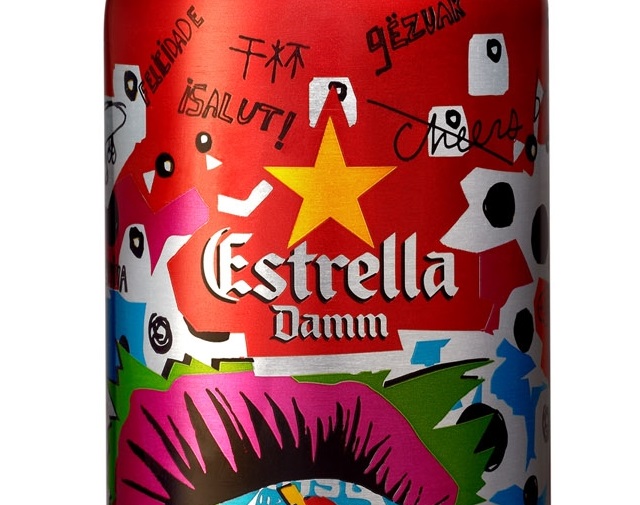 FELICIDADE
干杯
gëzuar
¡SALUT!
Cheers
Estrella
Damm